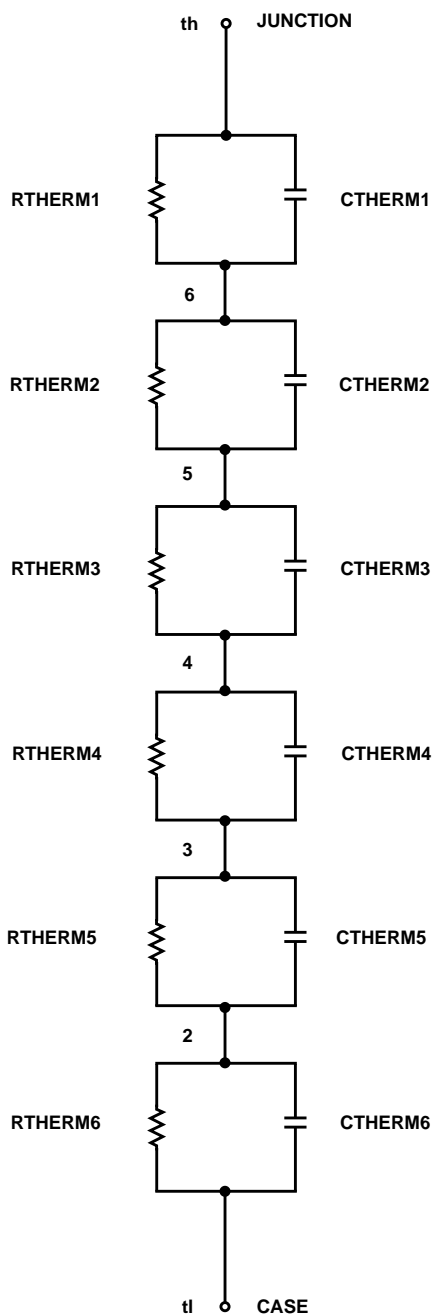 th JUNCTION
RTHERM1 CTHERM1
6
RTHERM2 CTHERM2
5
RTHERM3 CTHERM3
4
RTHERM4 CTHERM4
3
RTHERM5 CTHERM5
2
RTHERM6 CTHERM6
tl CASE